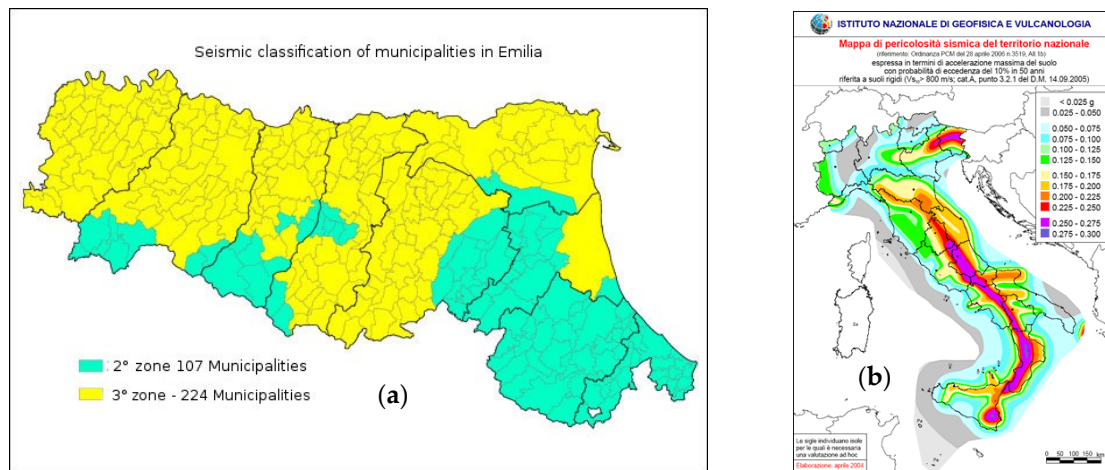 Seismic classification of municipalities in Emilia
2° zone 107 Municipalities
3° zone - 224 Municipalities
(a)
ISTITUTO NAZIONALE DI GEOFISICA E VULCANOLOGIA
Mappa di pericolosità sismica del territorio nazionale
(riferimento: Ordinanza PCM del 28 aprile 2006 n.3519, All.1b)
espressa in termini di accelerazione massima del suolo
con probabilità di eccedenza del 10% in 50 anni
riferita a suoli rigidi (Vs₃₀> 800 m/s; cat.A, punto 3.2.1 del D.M. 14.09.2005)
< 0.025 g
0.025 - 0.050
0.050 - 0.075
0.075 - 0.100
0.100 - 0.125
0.125 - 0.150
0.150 - 0.175
0.175 - 0.200
0.200 - 0.225
0.225 - 0.250
0.250 - 0.275
0.275 - 0.300
(b)
Le sigle individuano isole
per le quali è necessaria
una valutazione ad hoc
Elaborazione: aprile 2004
0 50 100 150 km